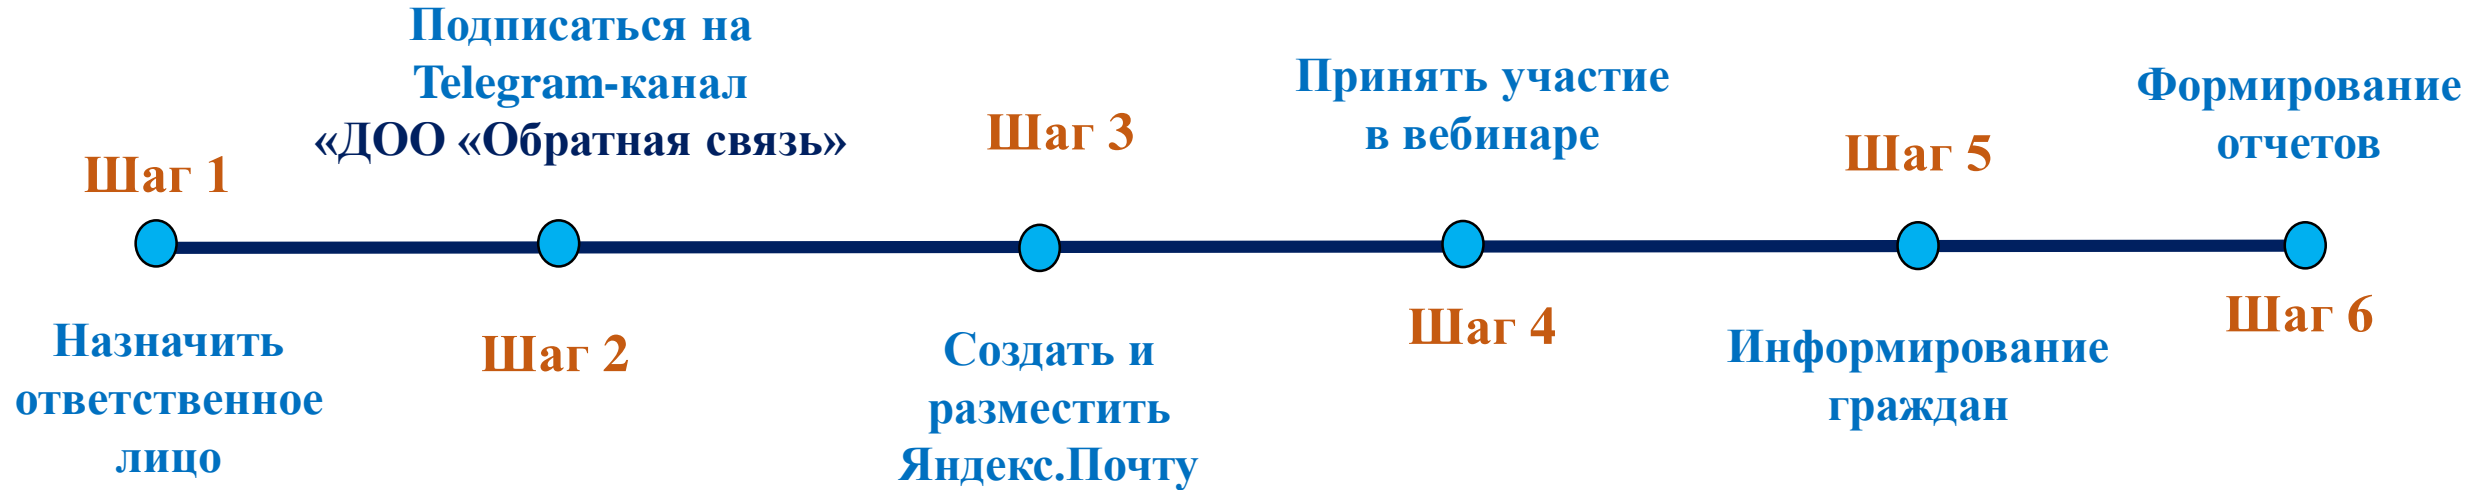 Шаг 1
Назначить
ответственное
лицо
Подписаться на
Telegram-канал
«ДОО «Обратная связь»
Шаг 2
Шаг 3
Создать и
разместить
Яндекс.Почту
Принять участие
в вебинаре
Шаг 4
Шаг 5
Информирование
граждан
Формирование
отчетов
Шаг 6